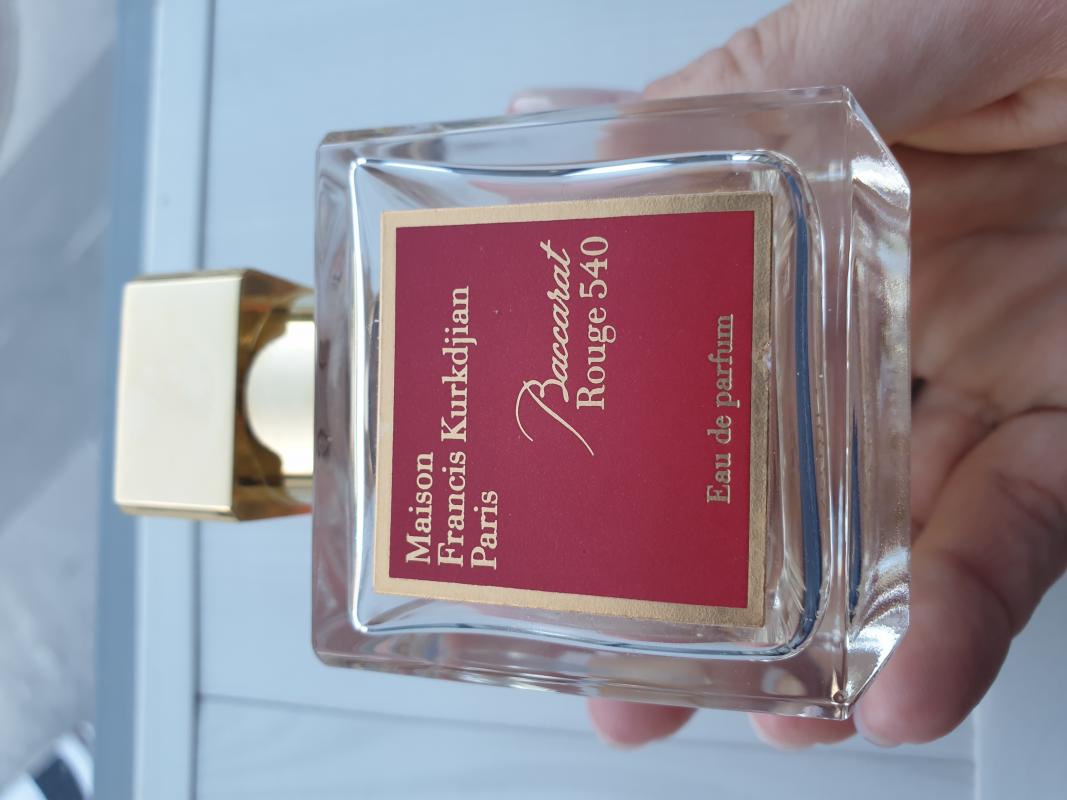 Maison
Francis Kurkdjian
Paris
Baccarat
Rouge 540
Eau de parfum